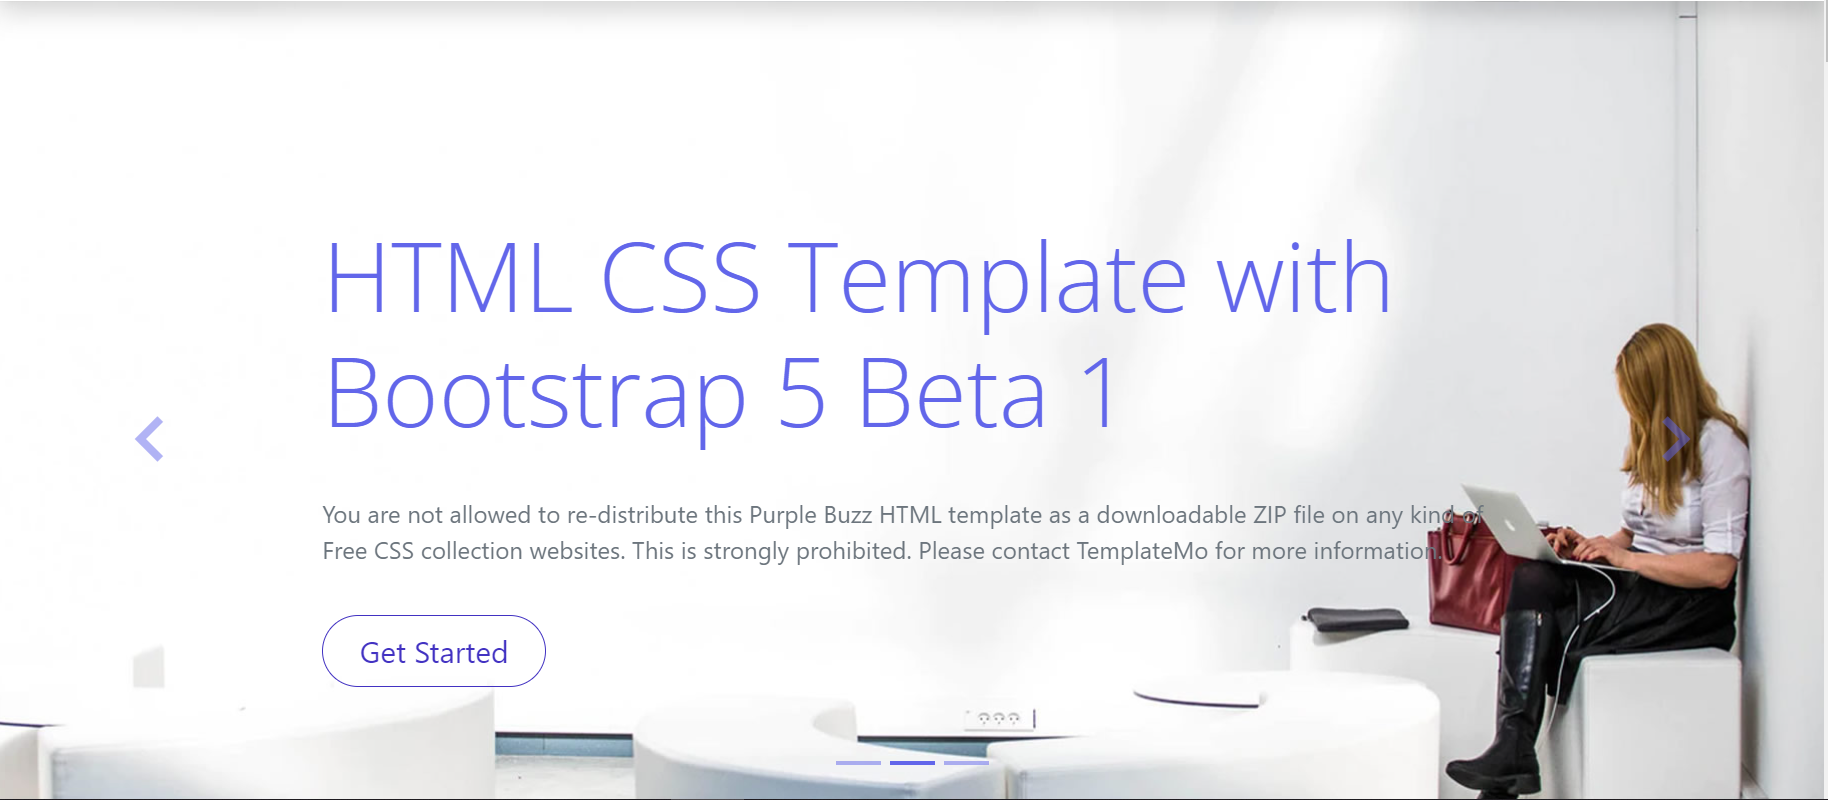 HTML CSS Template with
Bootstrap 5 Beta 1
You are not allowed to re-distribute this Purple Buzz HTML template as a downloadable ZIP file on any kind of
Free CSS collection websites. This is strongly prohibited. Please contact TemplateMo for more information.
Get Started